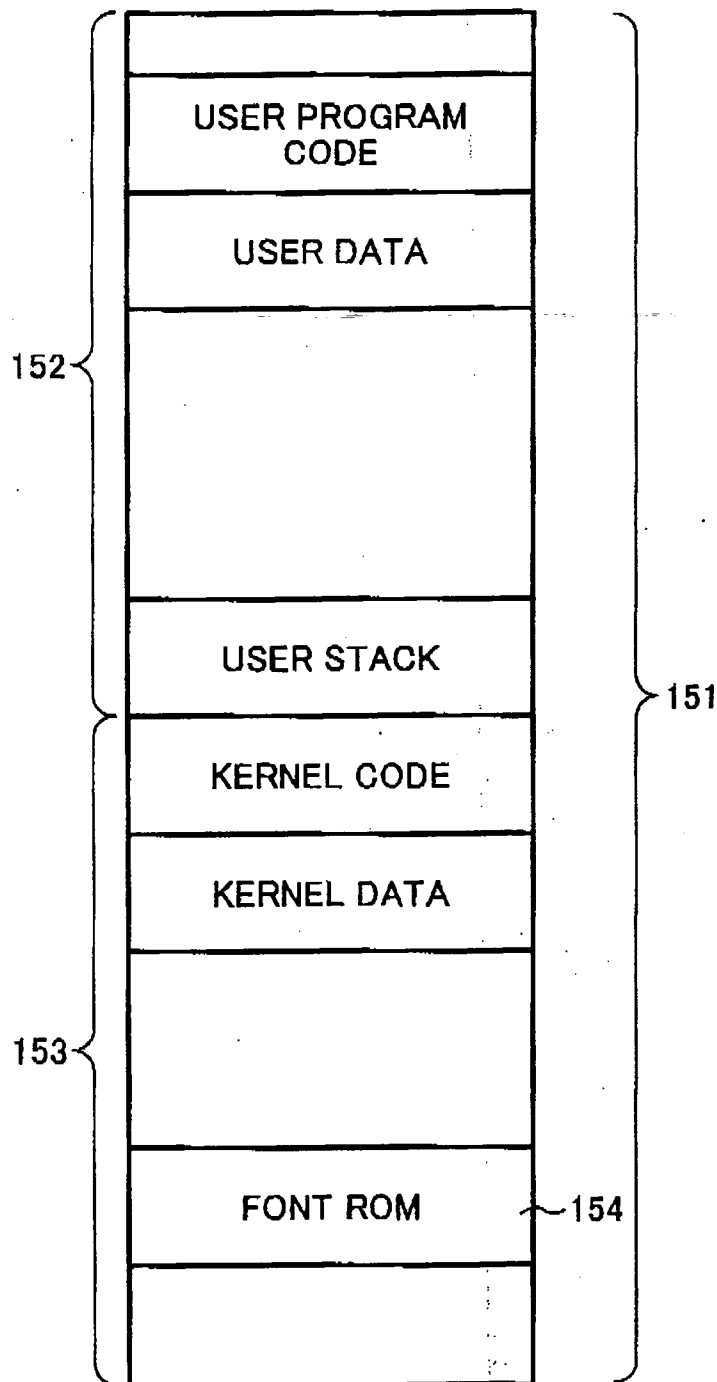 USER PROGRAM
CODE
USER DATA
152
USER STACK
151
KERNEL CODE
KERNEL DATA
153
FONT ROM
154